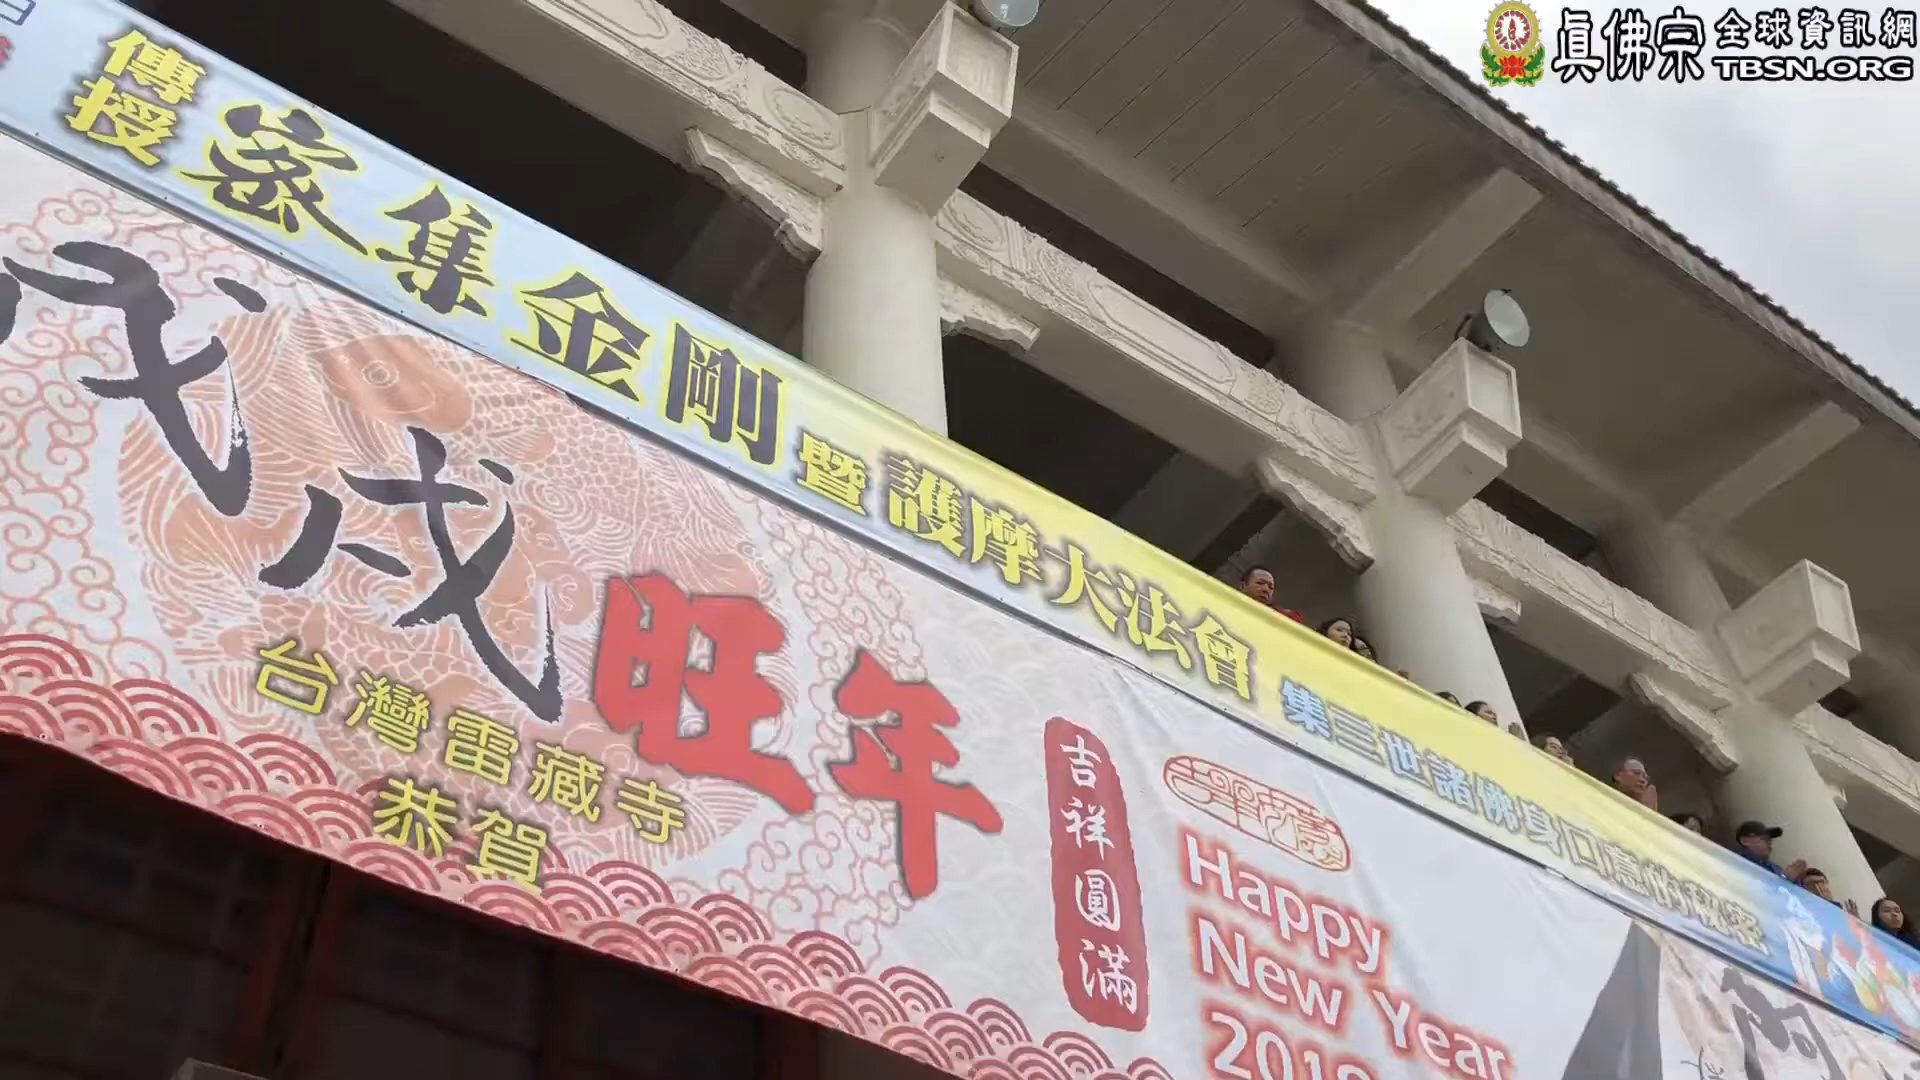 真佛宗 全球資訊網
TBSN.ORG
傳授 蓌集金剛 暨 護摩大法會 集三世諸佛身口意的秘密
戊戌旺年
台灣雷藏寺
恭賀
吉祥圓滿
Happy
New Year
2018